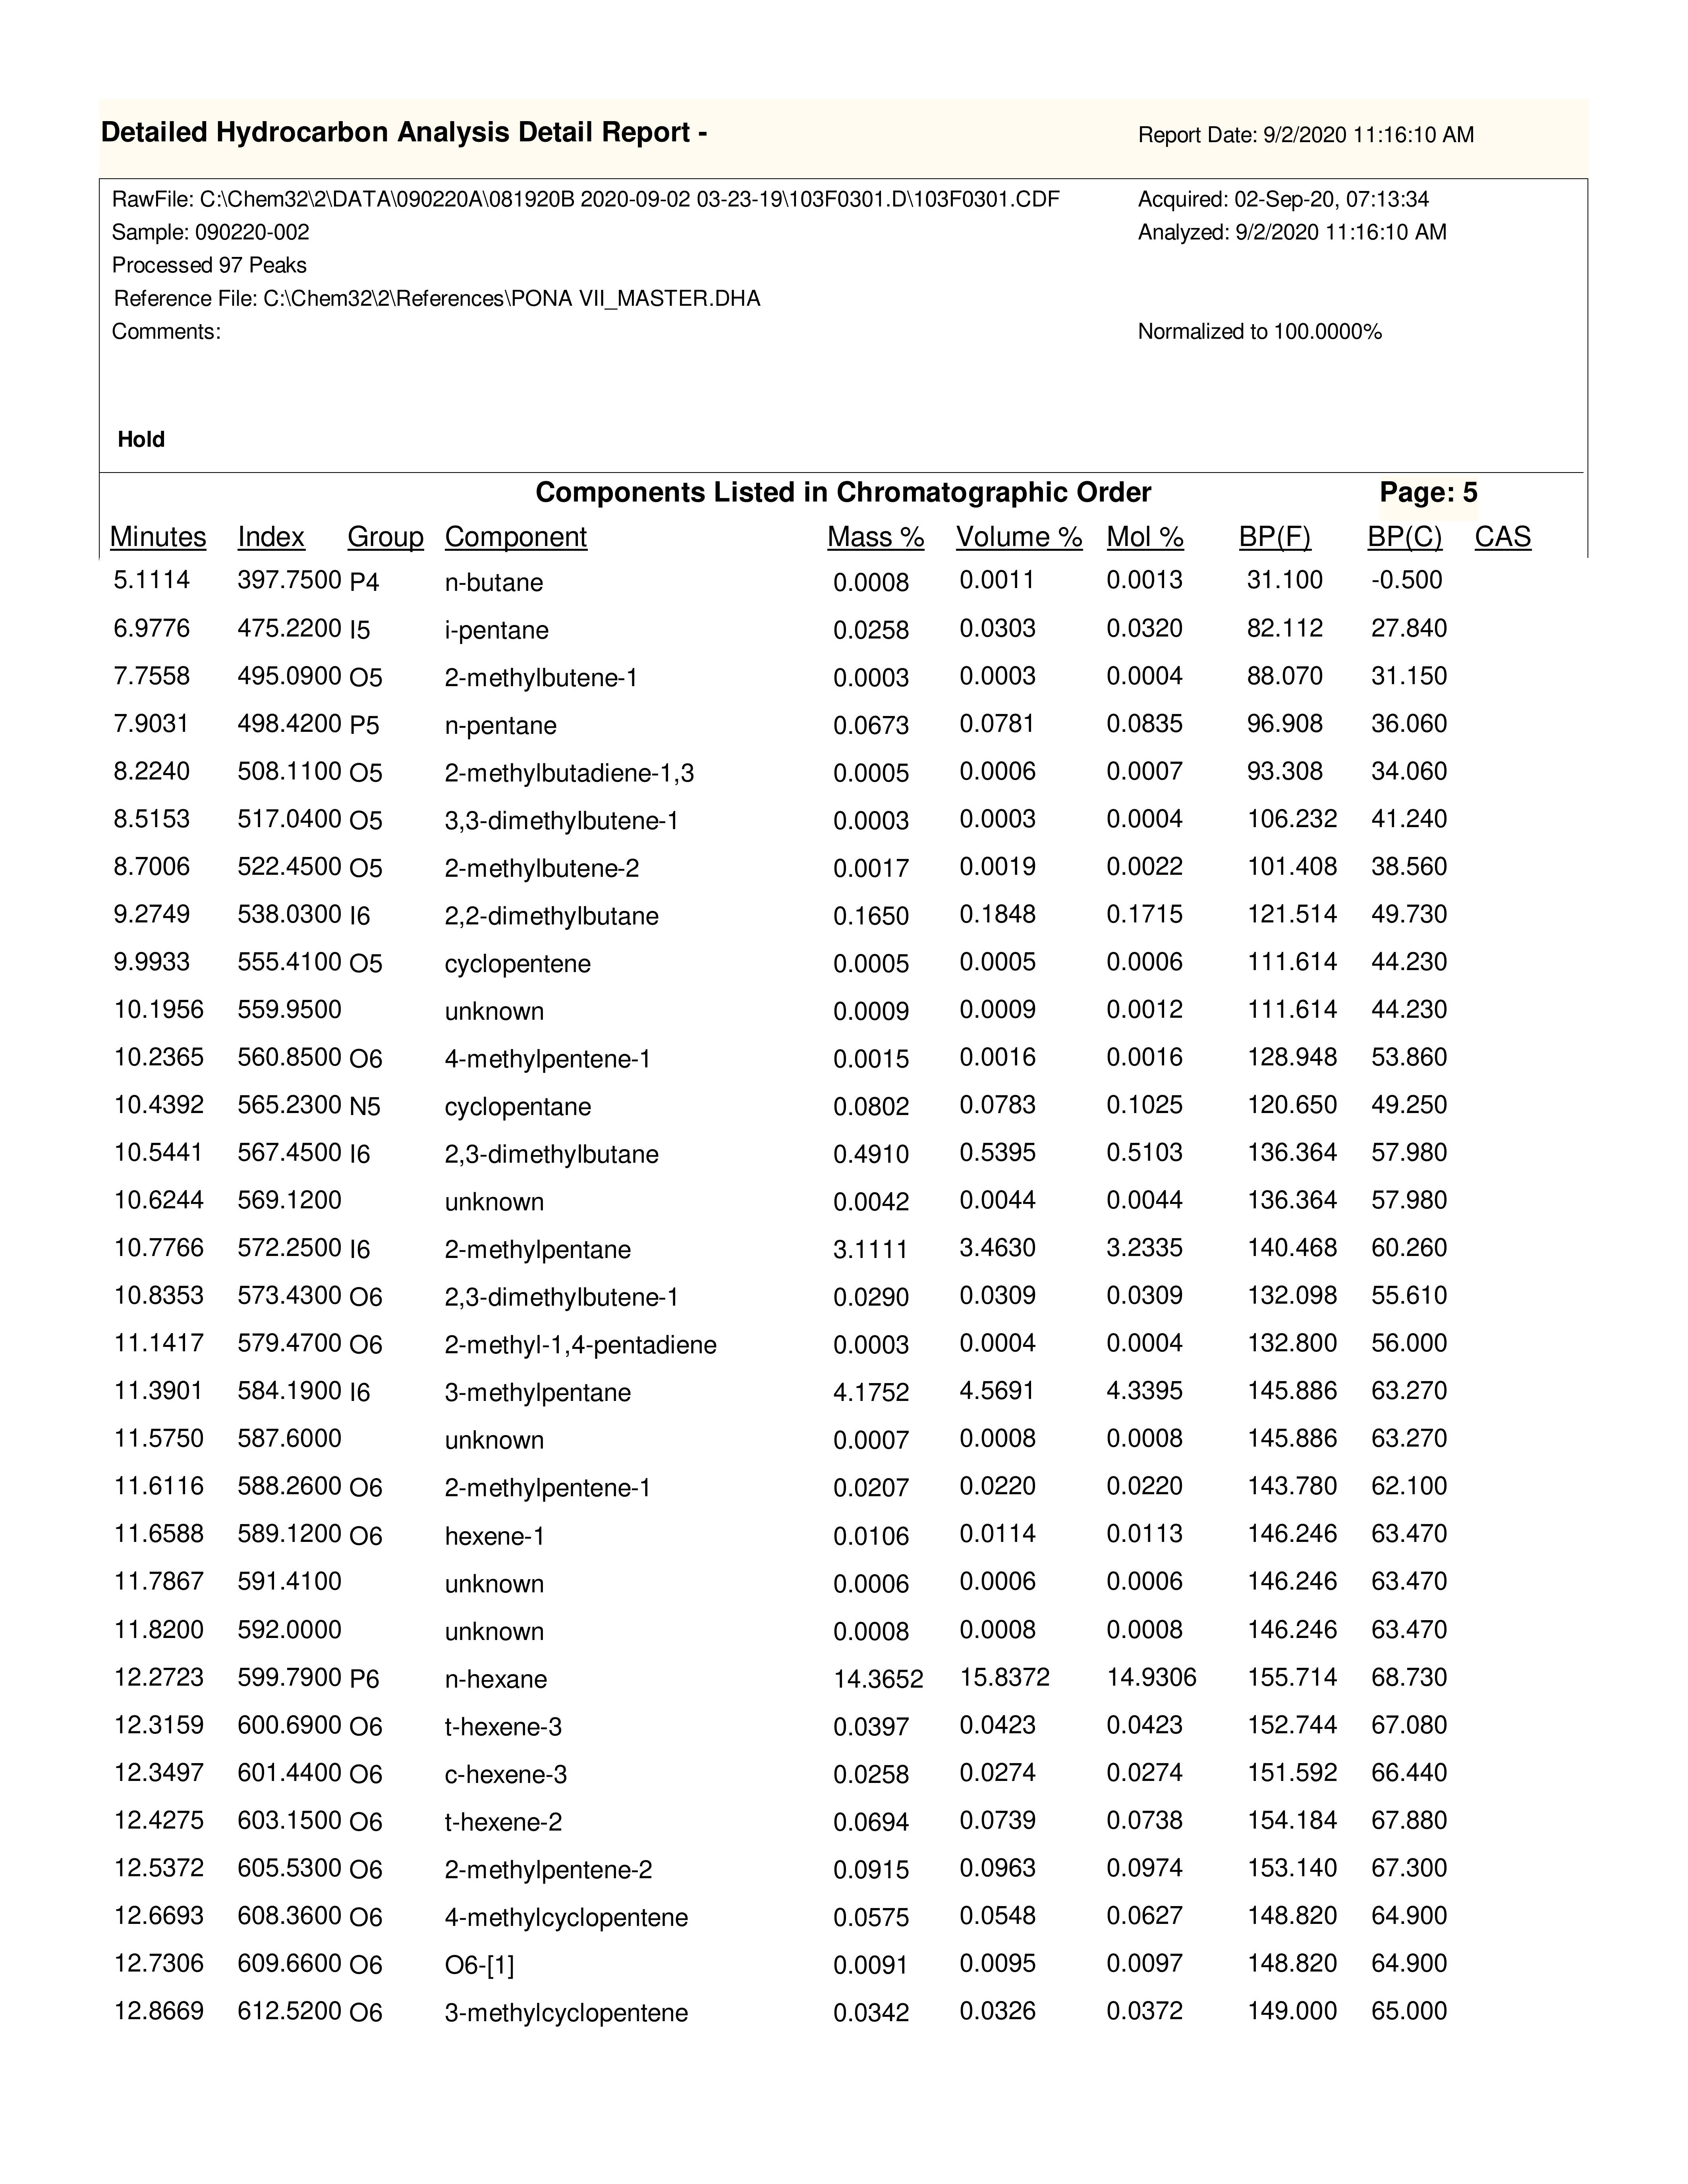 Detailed Hydrocarbon Analysis Detail Report - Report Date: 9/2/2020 11:16:10 AM
RawFile: C:\Chem32\2\DATA\090220A\081920B 2020-09-02 03-23-19\103F0301.D\103F0301.CDF Acquired: 02-Sep-20, 07:13:34
Sample: 090220-002 Analyzed: 9/2/2020 11:16:10 AM
Processed 97 Peaks
Reference File: C:\Chem32\2\References\PONA VII_MASTER.DHA
Comments: Normalized to 100.0000%
Hold
Components Listed in Chromatographic Order Page: 5
Minutes Index Group Component Mass % Volume % Mol % BP(F) BP(C) CAS
5.1114 397.7500 P4 n-butane 0.0008 0.0011 0.0013 31.100 -0.500
6.9776 475.2200 I5 i-pentane 0.0258 0.0303 0.0320 82.112 27.840
7.7558 495.0900 O5 2-methylbutene-1 0.0003 0.0003 0.0004 88.070 31.150
7.9031 498.4200 P5 n-pentane 0.0673 0.0781 0.0835 96.908 36.060
8.2240 508.1100 O5 2-methylbutadiene-1,3 0.0005 0.0006 0.0007 93.308 34.060
8.5153 517.0400 O5 3,3-dimethylbutene-1 0.0003 0.0003 0.0004 106.232 41.240
8.7006 522.4500 O5 2-methylbutene-2 0.0017 0.0019 0.0022 101.408 38.560
9.2749 538.0300 I6 2,2-dimethylbutane 0.1650 0.1848 0.1715 121.514 49.730
9.9933 555.4100 O5 cyclopentene 0.0005 0.0005 0.0006 111.614 44.230
10.1956 559.9500 unknown 0.0009 0.0009 0.0012 111.614 44.230
10.2365 560.8500 O6 4-methylpentene-1 0.0015 0.0016 0.0016 128.948 53.860
10.4392 565.2300 N5 cyclopentane 0.0802 0.0783 0.1025 120.650 49.250
10.5441 567.4500 I6 2,3-dimethylbutane 0.4910 0.5395 0.5103 136.364 57.980
10.6244 569.1200 unknown 0.0042 0.0044 0.0044 136.364 57.980
10.7766 572.2500 I6 2-methylpentane 3.1111 3.4630 3.2335 140.468 60.260
10.8353 573.4300 O6 2,3-dimethylbutene-1 0.0290 0.0309 0.0309 132.098 55.610
11.1417 579.4700 O6 2-methyl-1,4-pentadiene 0.0003 0.0004 0.0004 132.800 56.000
11.3901 584.1900 I6 3-methylpentane 4.1752 4.5691 4.3395 145.886 63.270
11.5750 587.6000 unknown 0.0007 0.0008 0.0008 145.886 63.270
11.6116 588.2600 O6 2-methylpentene-1 0.0207 0.0220 0.0220 143.780 62.100
11.6588 589.1200 O6 hexene-1 0.0106 0.0114 0.0113 146.246 63.470
11.7867 591.4100 unknown 0.0006 0.0006 0.0006 146.246 63.470
11.8200 592.0000 unknown 0.0008 0.0008 0.0008 146.246 63.470
12.2723 599.7900 P6 n-hexane 14.3652 15.8372 14.9306 155.714 68.730
12.3159 600.6900 O6 t-hexene-3 0.0397 0.0423 0.0423 152.744 67.080
12.3497 601.4400 O6 c-hexene-3 0.0258 0.0274 0.0274 151.592 66.440
12.4275 603.1500 O6 t-hexene-2 0.0694 0.0739 0.0738 154.184 67.880
12.5372 605.5300 O6 2-methylpentene-2 0.0915 0.0963 0.0974 153.140 67.300
12.6693 608.3600 O6 4-methylcyclopentene 0.0575 0.0548 0.0627 148.820 64.900
12.7306 609.6600 O6 O6-[1] 0.0091 0.0095 0.0097 148.820 64.900
12.8669 612.5200 O6 3-methylcyclopentene 0.0342 0.0326 0.0372 149.000 65.000